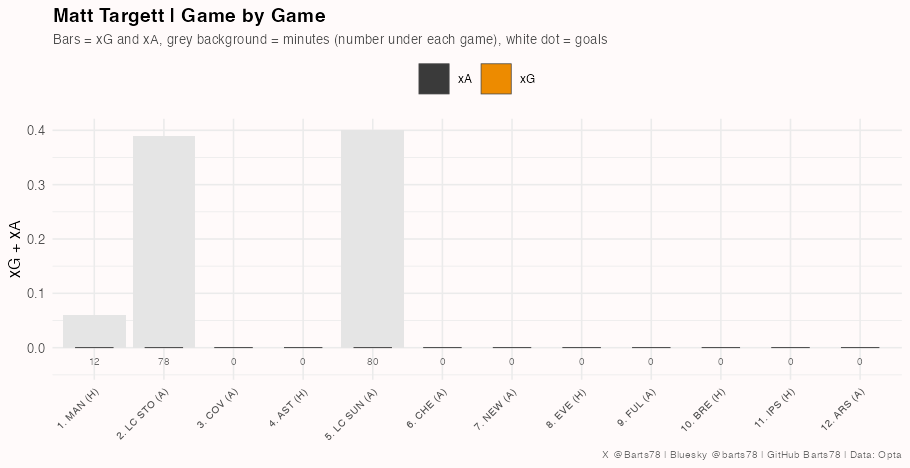 Matt Targett | Game by Game
Bars = xG and xA, grey background = minutes (number under each game), white dot = goals
xA xG
xG + xA
0.4
0.3
0.2
0.1
0.0
12 78 0 0 80 0 0 0 0 0 0 0
1. MAN (H)
2. LC STO (A)
3. COV (A)
4. AST (H)
5. LC SUN (A)
6. CHE (A)
7. NEW (A)
8. EVE (H)
9. FUL (A)
10. BRE (H)
11. IPS (H)
12. ARS (A)
X @Barts78 | Bluesky @barts78 | GitHub Barts78 | Data: Opta